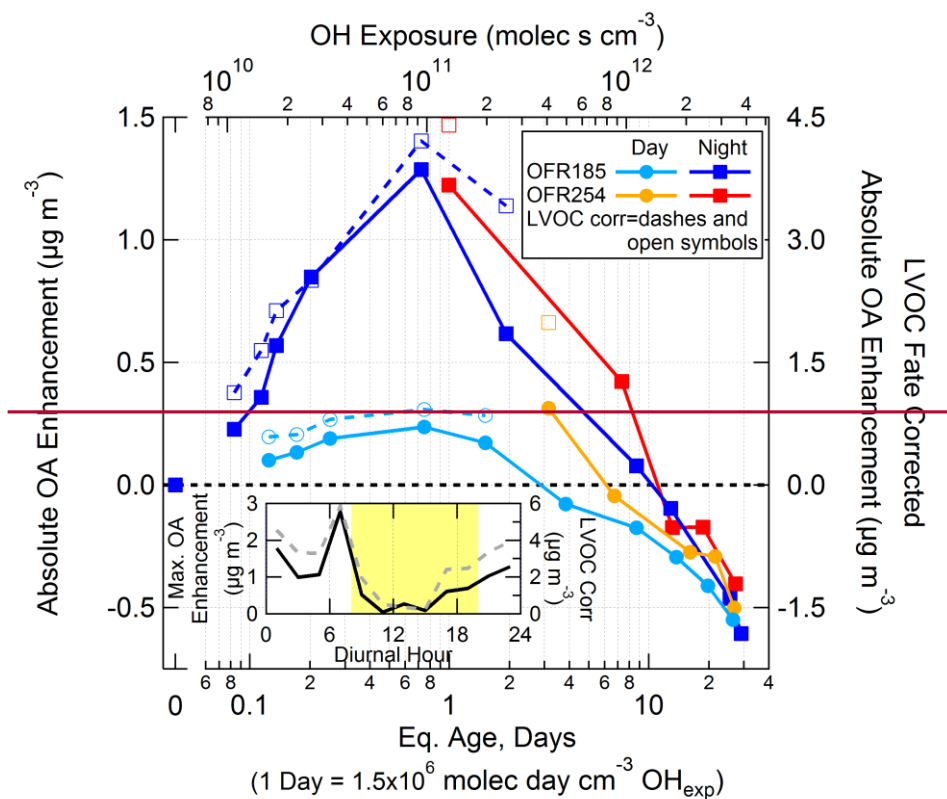 OH Exposure (molec s cm-3)
10^10 10^11 10^12
8 2 4 6 8 2 4 6 8 2 4
1.5 4.5
1.0 3.0
0.5 1.5
0.0 0.0
-0.5 -1.5
Absolute OA Enhancement (µg m-3)
LVOC Fate Corrected
Absolute OA Enhancement (µg m-3)
Day Night
OFR185
OFR254
LVOC corr=dashes and
open symbols
Max. OA
Enhancement
(µg m-3)
3 6
2 4
1 2
0 0
LVOC Corr
(µg m-3)
0 6 12 18 24
Diurnal Hour
6 8 2 4 6 8 2 4 6 8 2 4
0 0.1 1 10
Eq. Age, Days
(1 Day = 1.5x10^6 molec day cm-3 OHexp)